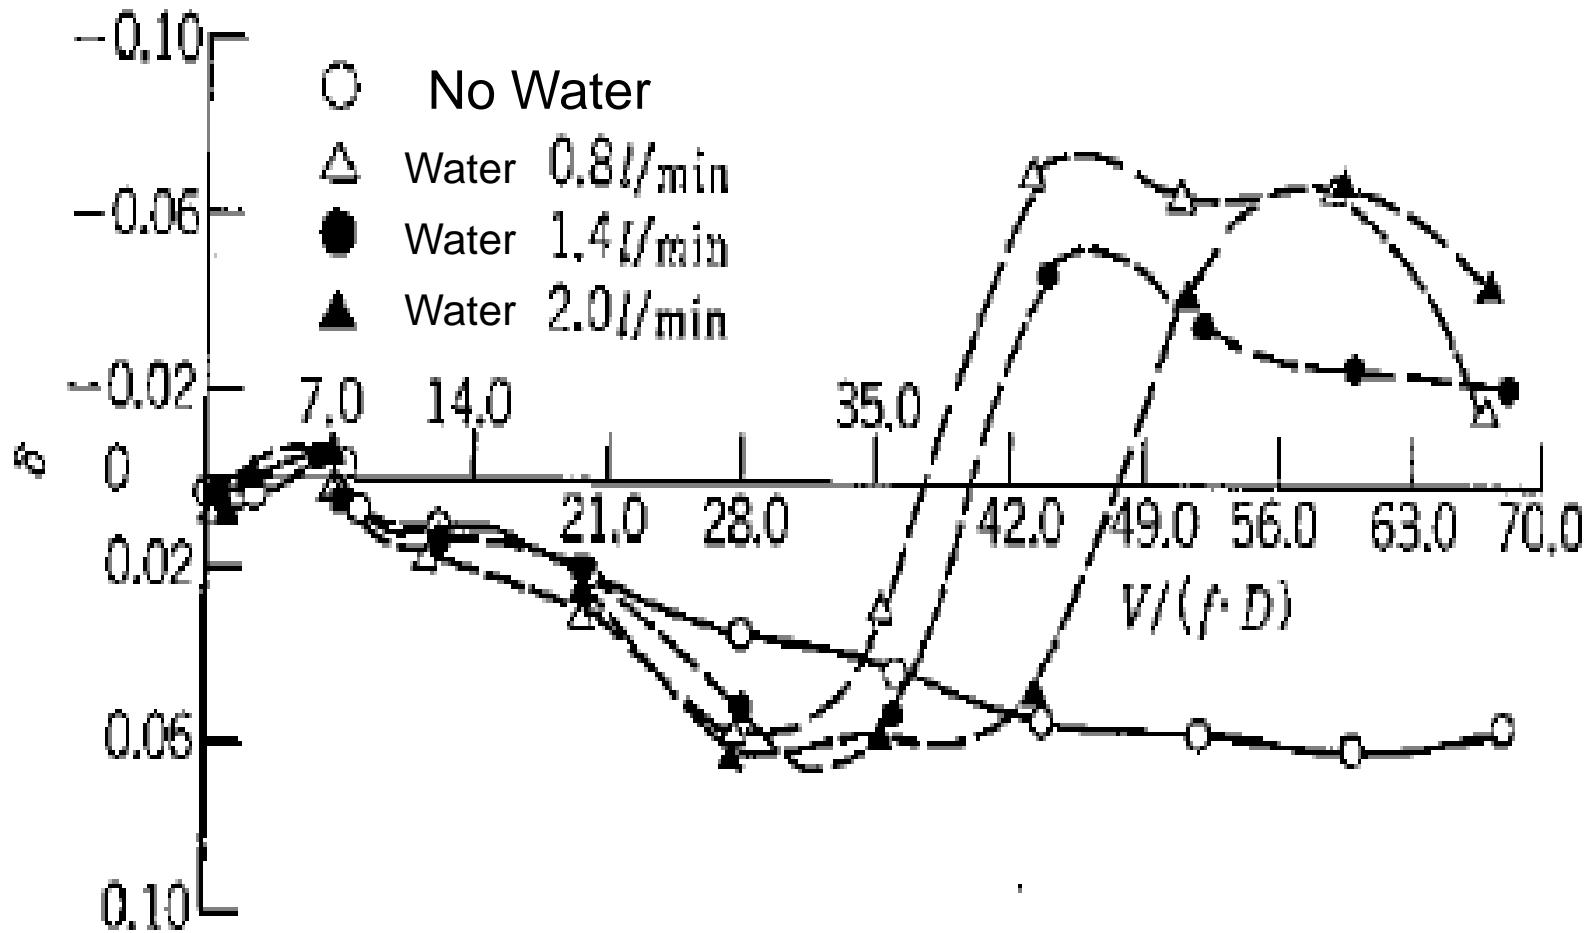 −0.10
No Water
Water 0.8l/min
−0.06
Water 1.4l/min
Water 2.0l/min
−0.02
7.0 14.0 35.0
δ
0
21.0 28.0 42.0 49.0 56.0 63.0 70.0
0.02
V/(f·D)
0.06
0.10